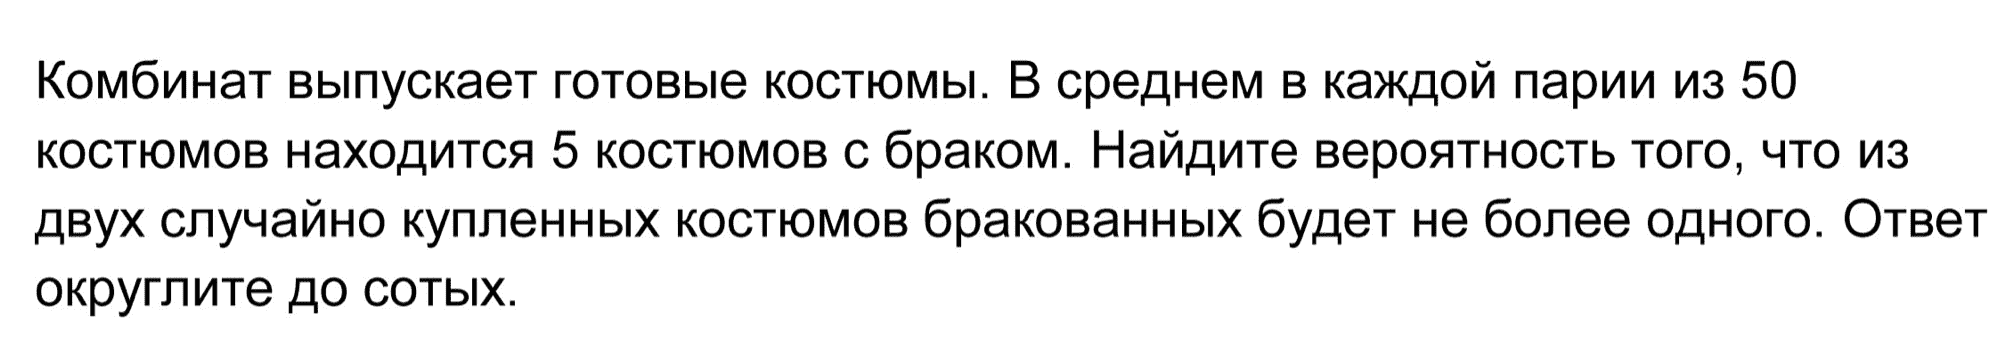 Комбинат выпускает готовые костюмы. В среднем в каждой парии из 50
костюмов находится 5 костюмов с браком. Найдите вероятность того, что из
двух случайно купленных костюмов бракованных будет не более одного. Ответ
округлите до сотых.